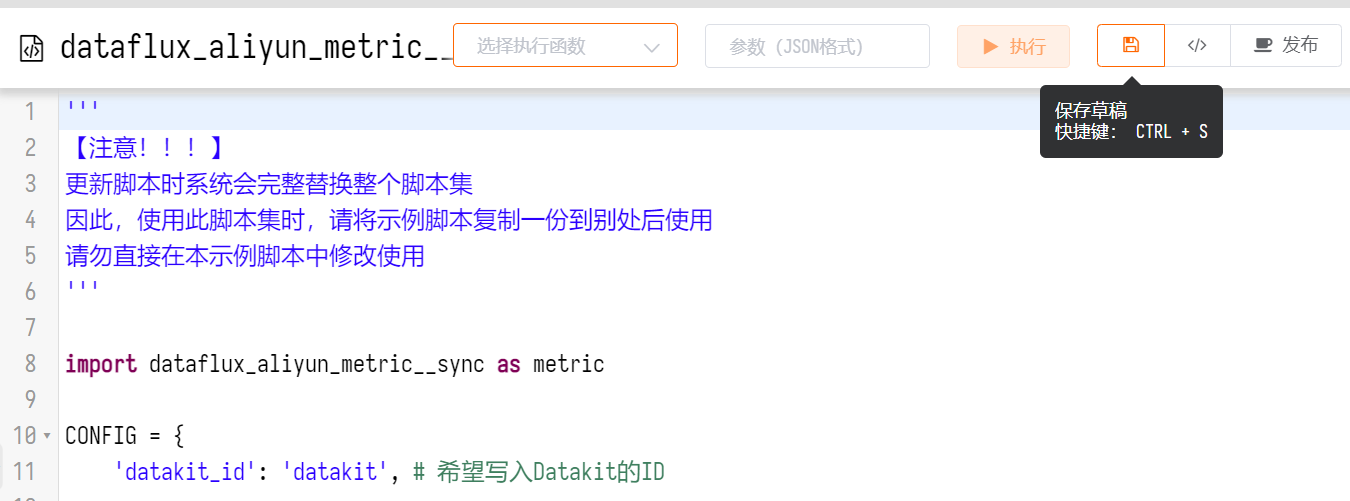 dataflux_aliyun_metric__ 选择执行函数 参数（JSON格式） 执行 </> 发布
保存草稿
快捷键： CTRL + S
1 '''
2 【注意！！！】
3 更新脚本时系统会完整替换整个脚本集
4 因此，使用此脚本集时，请将示例脚本复制一份到别处后使用
5 请勿直接在本示例脚本中修改使用
6 '''
7
8 import dataflux_aliyun_metric__sync as metric
9
10 CONFIG = {
11 'datakit_id': 'datakit', # 希望写入Datakit的ID